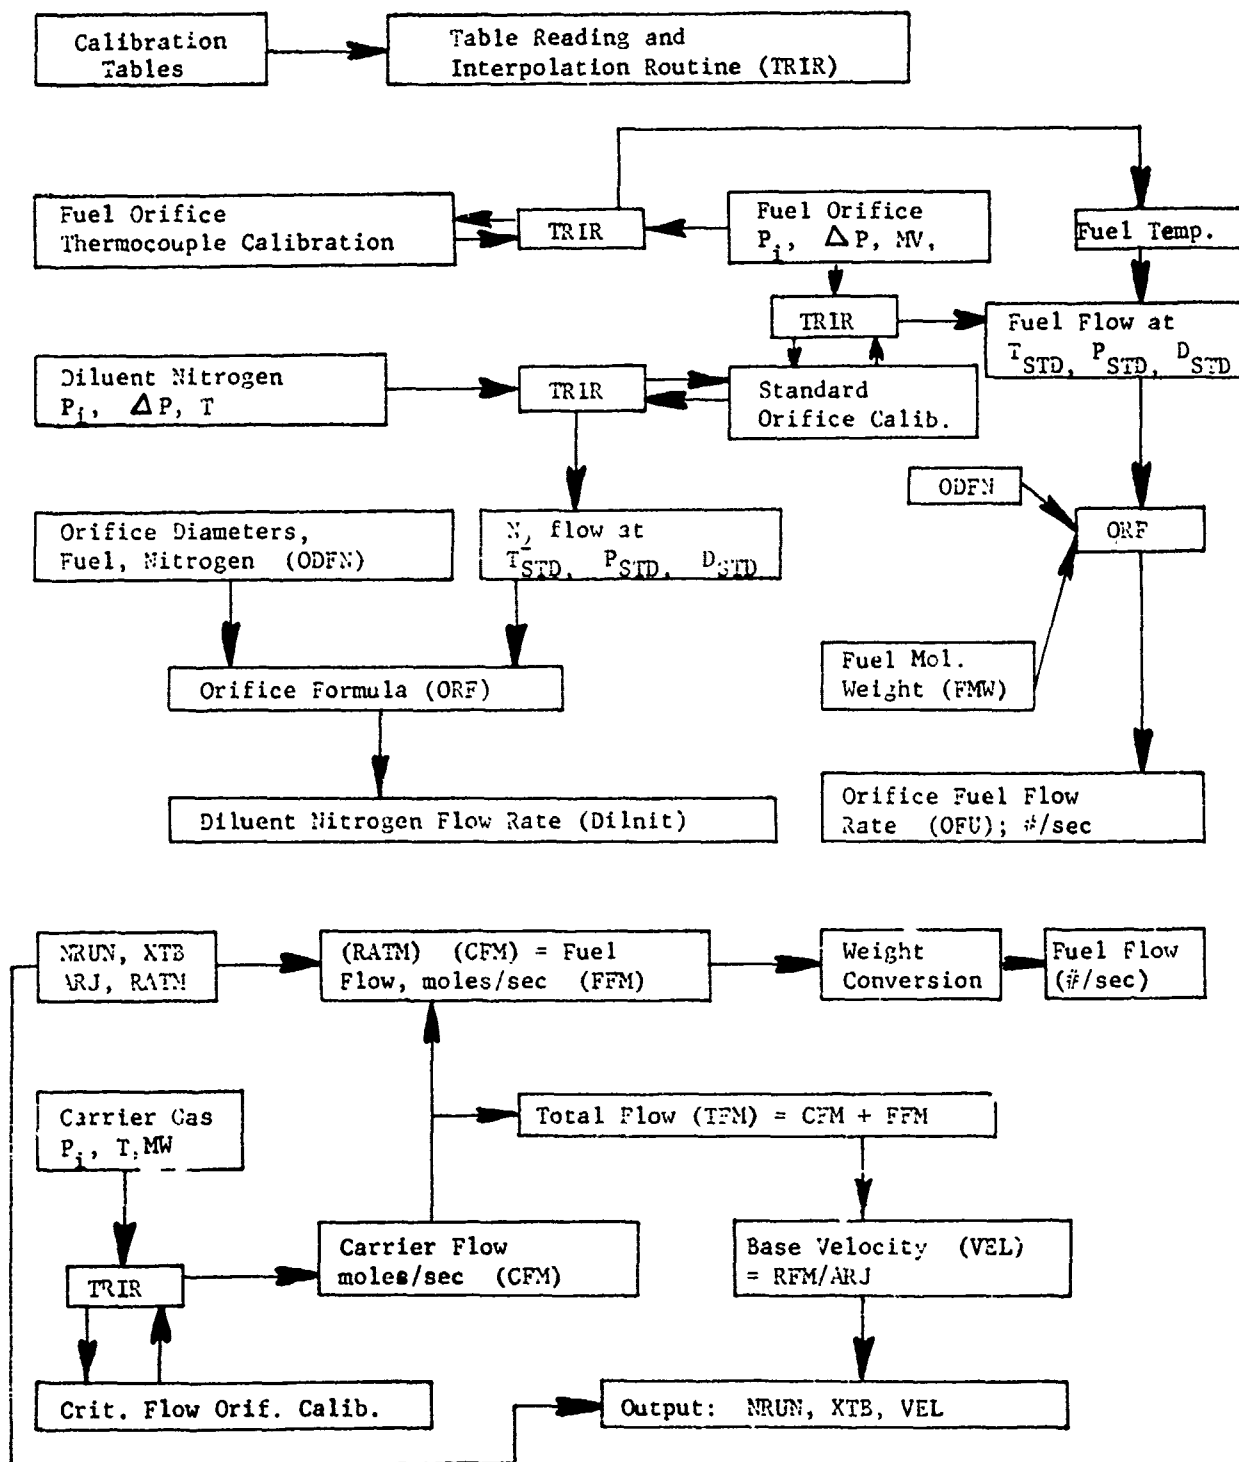 Calibration
Tables
Table Reading and
Interpolation Routine (TRIR)
Fuel Orifice
Thermocouple Calibration
TRIR
Fuel Orifice
Pi, ΔP, MV,
Fuel Temp.
TRIR
Fuel Flow at
TSTD, PSTD, DSTD
Diluent Nitrogen
Pi, ΔP, T
TRIR
Standard
Orifice Calib.
ODFN
ORF
Orifice Diameters,
Fuel, Nitrogen (ODFN)
N2 flow at
TSTD, PSTD, DSTD
Fuel Mol.
Weight (FMW)
Orifice Formula (ORF)
Orifice Fuel Flow
Rate (OFU); #/sec
Diluent Nitrogen Flow Rate (Dilnit)
NRUN, XTB
ARJ, RATM
(RATM) (CFM) = Fuel
Flow, moles/sec (FFM)
Weight
Conversion
Fuel Flow
(#/sec)
Carrier Gas
Pi, T, MW
Total Flow (TFM) = CFM + FFM
TRIR
Carrier Flow
moles/sec (CFM)
Base Velocity (VEL)
= RFM/ARJ
Crit. Flow Orif. Calib.
Output: NRUN, XTB, VEL